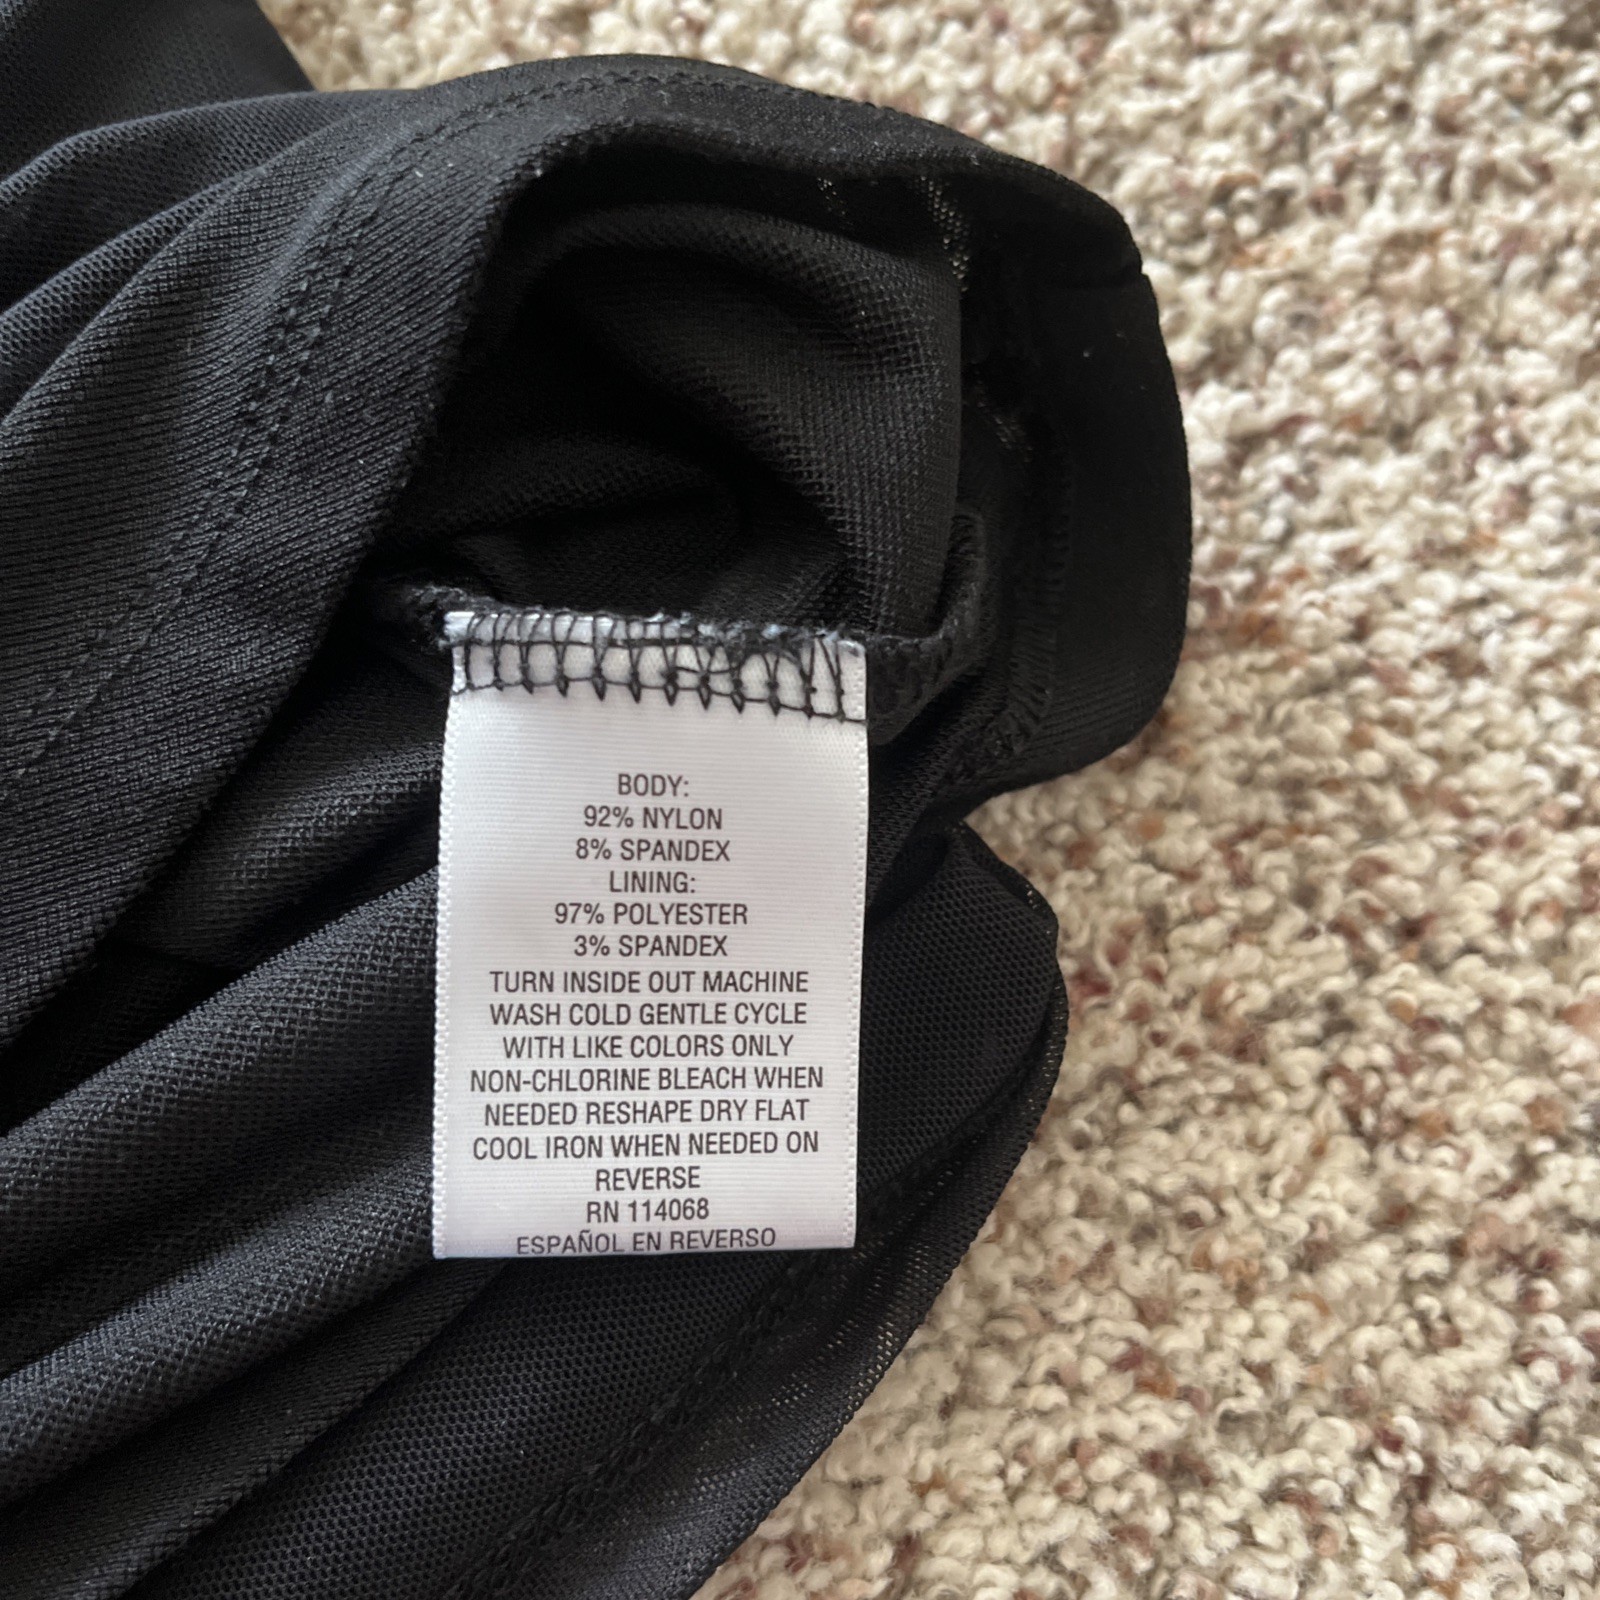 BODY:
92% NYLON
8% SPANDEX
LINING:
97% POLYESTER
3% SPANDEX
TURN INSIDE OUT MACHINE
WASH COLD GENTLE CYCLE
WITH LIKE COLORS ONLY
NON-CHLORINE BLEACH WHEN
NEEDED RESHAPE DRY FLAT
COOL IRON WHEN NEEDED ON
REVERSE
RN 114068
ESPAÑOL EN REVERSO